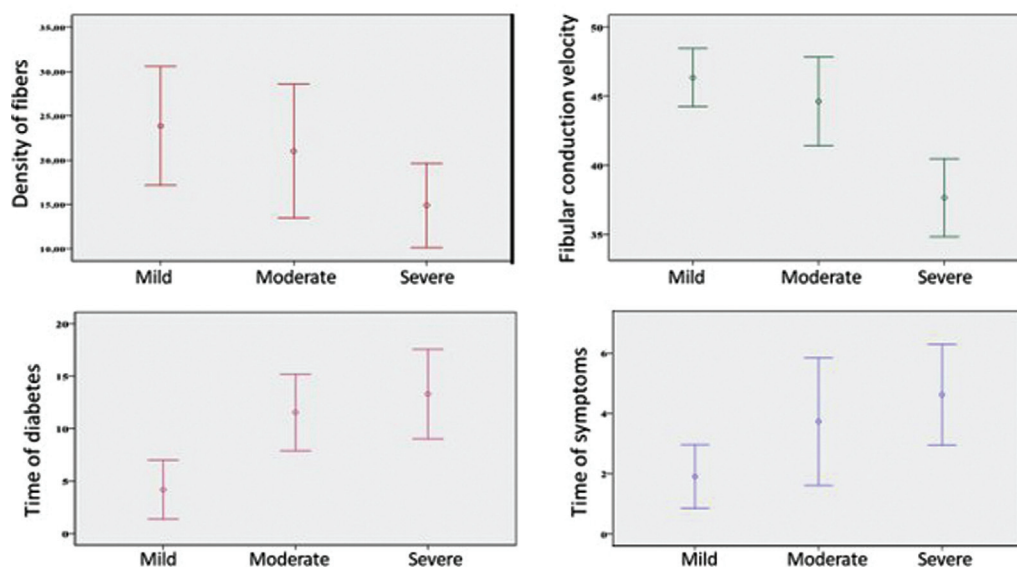 Density of fibers
35,00
30,00
25,00
20,00
15,00
10,00
Mild Moderate Severe
Fibular conduction velocity
50
45
40
35
Mild Moderate Severe
Time of diabetes
20
15
10
5
0
Mild Moderate Severe
Time of symptoms
6
4
2
0
Mild Moderate Severe